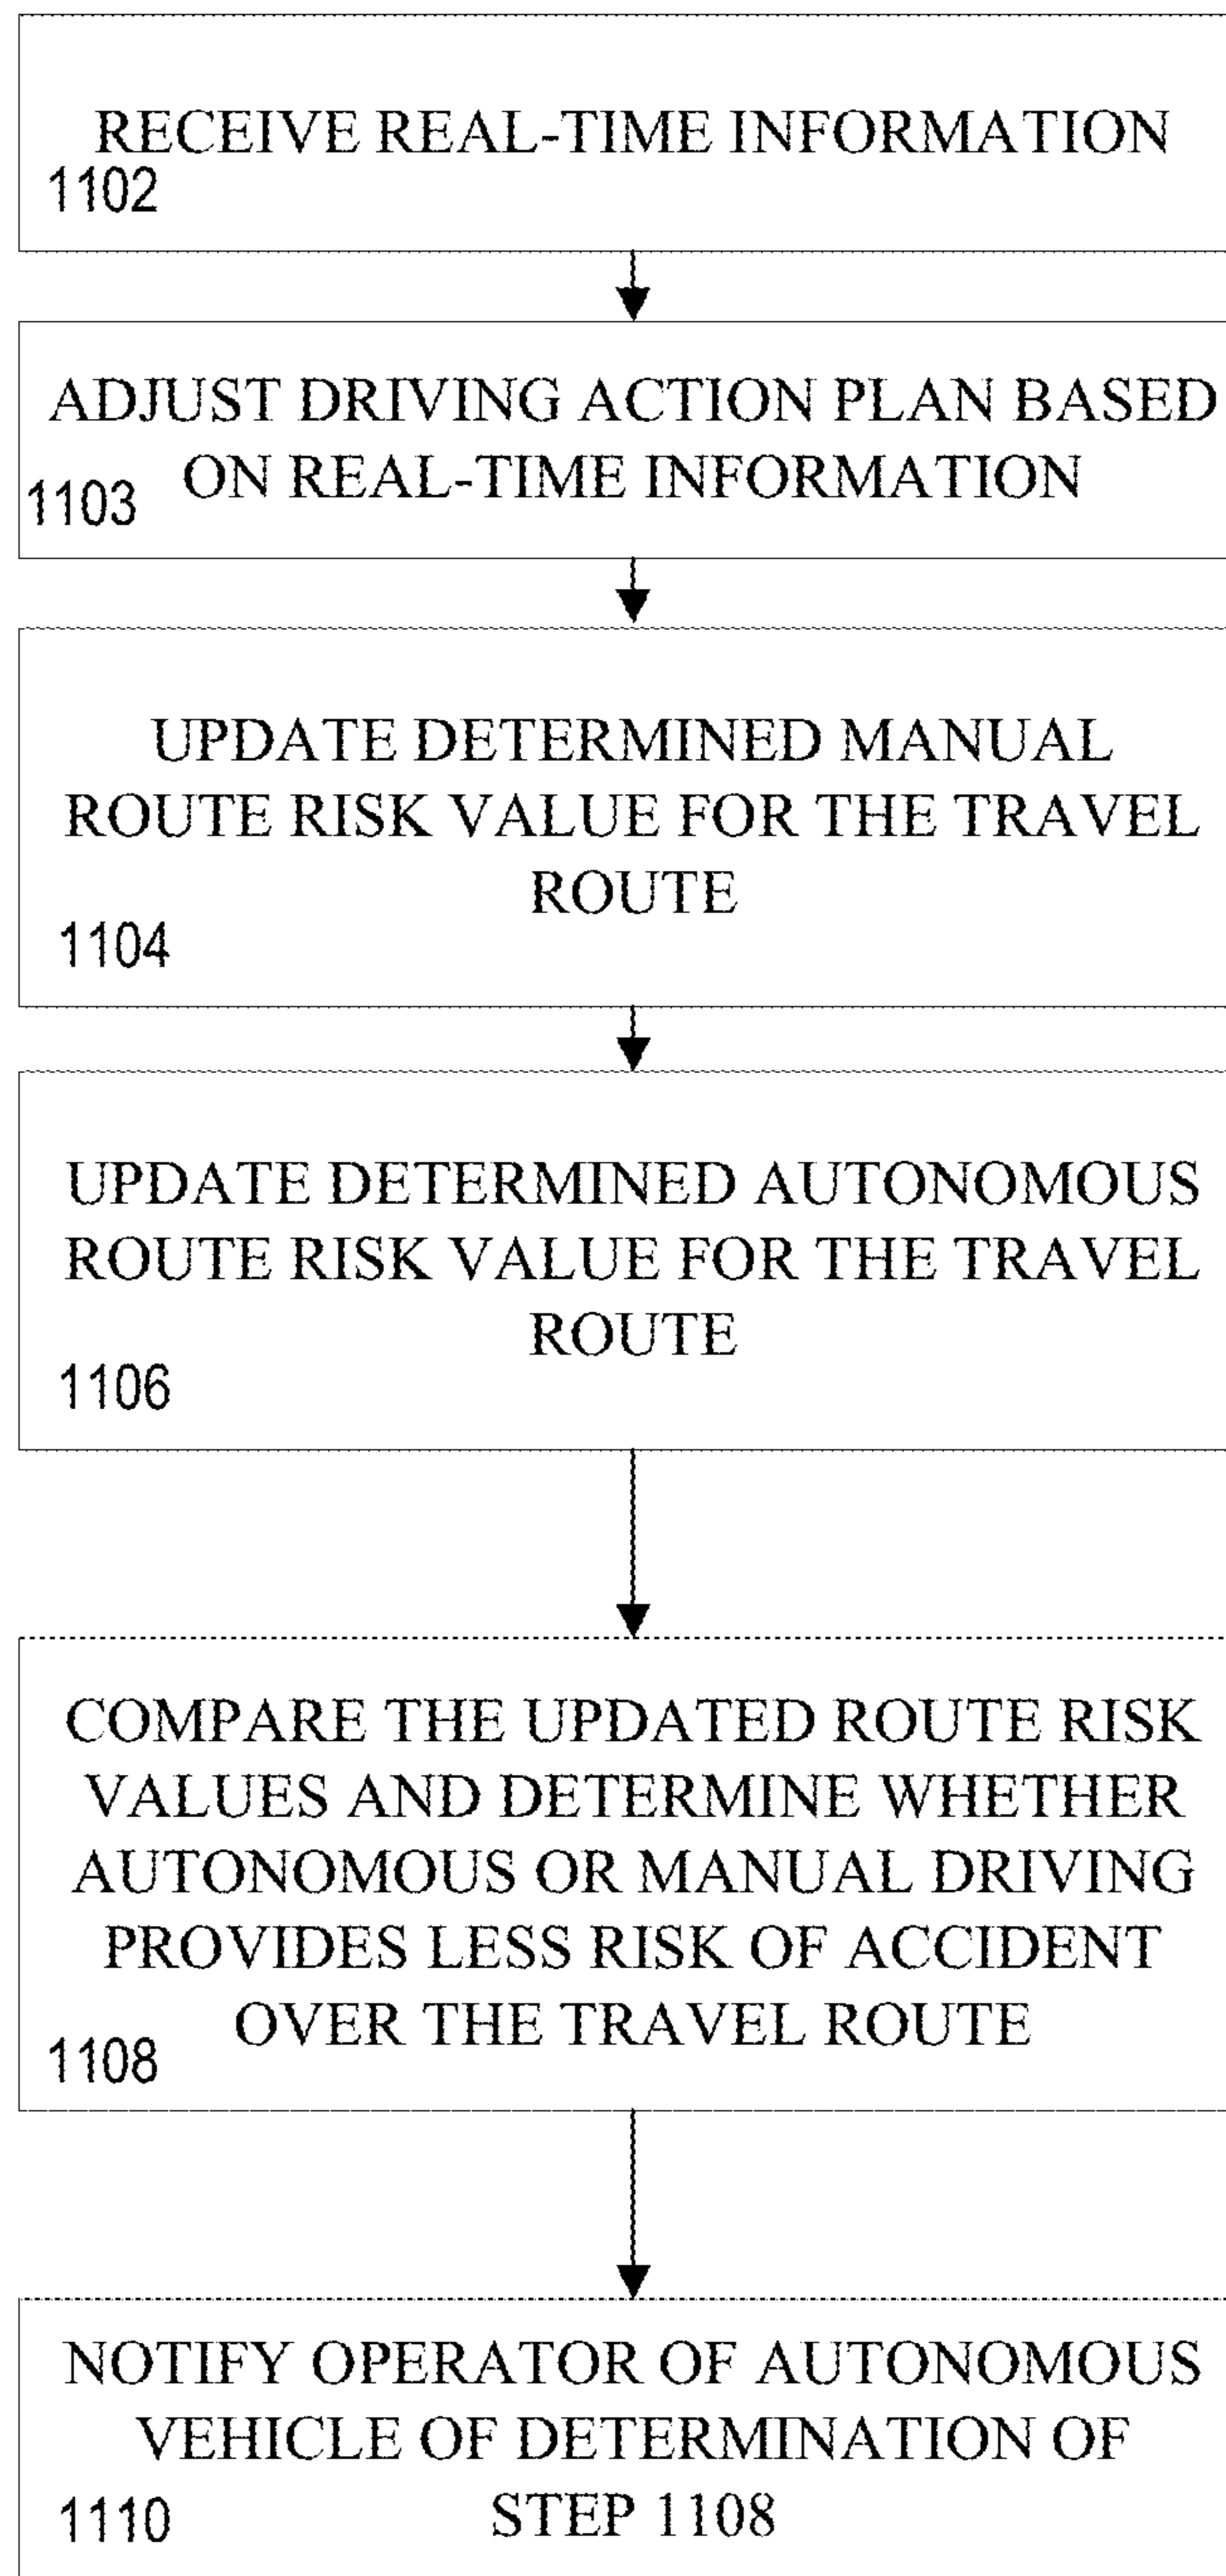 RECEIVE REAL-TIME INFORMATION
1102
ADJUST DRIVING ACTION PLAN BASED
ON REAL-TIME INFORMATION
1103
UPDATE DETERMINED MANUAL
ROUTE RISK VALUE FOR THE TRAVEL
ROUTE
1104
UPDATE DETERMINED AUTONOMOUS
ROUTE RISK VALUE FOR THE TRAVEL
ROUTE
1106
COMPARE THE UPDATED ROUTE RISK
VALUES AND DETERMINE WHETHER
AUTONOMOUS OR MANUAL DRIVING
PROVIDES LESS RISK OF ACCIDENT
OVER THE TRAVEL ROUTE
1108
NOTIFY OPERATOR OF AUTONOMOUS
VEHICLE OF DETERMINATION OF
STEP 1108
1110